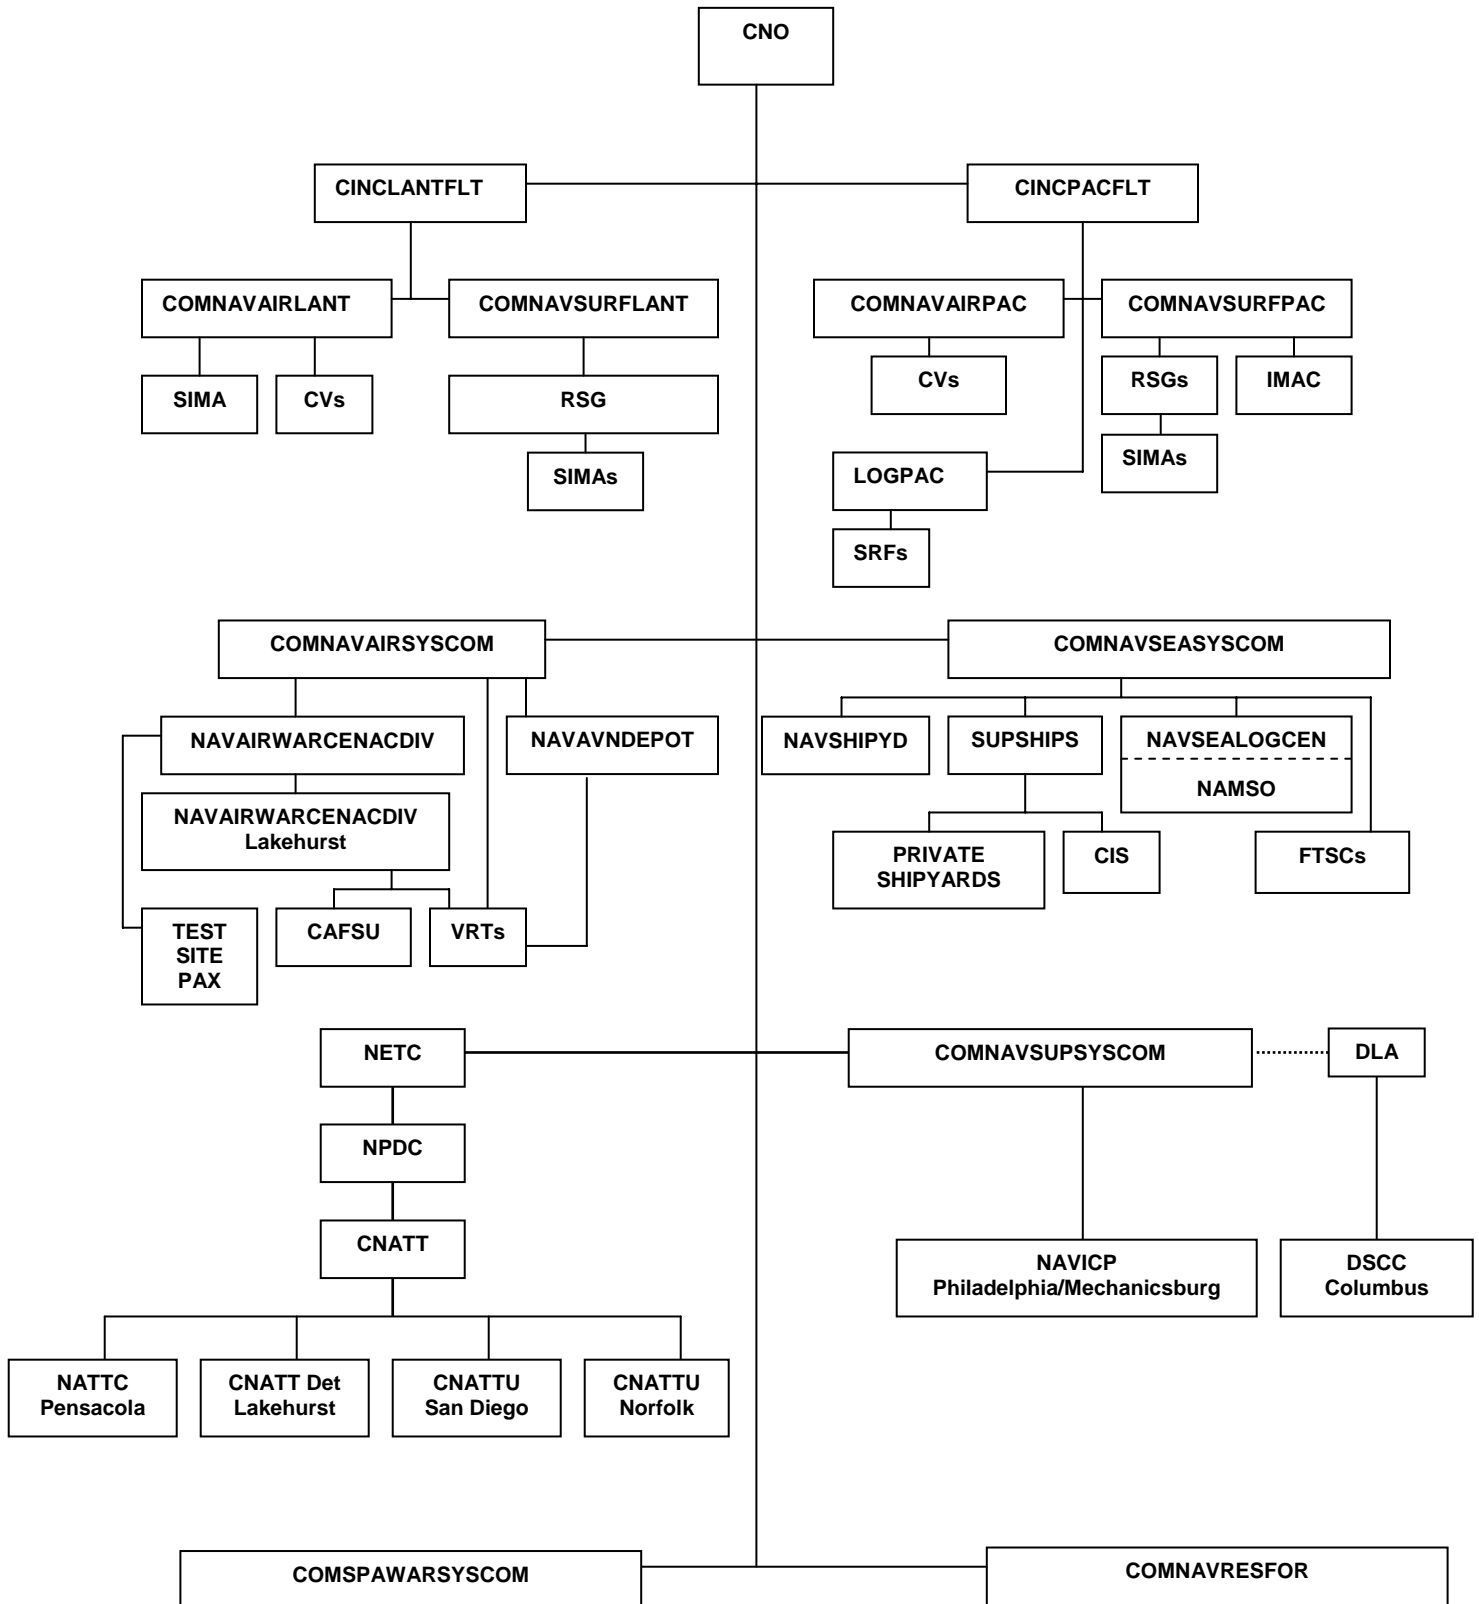 CNO
CINCLANTFLT
CINCPACFLT
COMNAVAIRLANT
COMNAVSURFLANT
COMNAVAIRPAC
COMNAVSURFPAC
SIMA
CVs
RSG
CVs
RSGs
IMAC
SIMAs
LOGPAC
SIMAs
SRFs
COMNAVAIRSYSCOM
COMNAVSEASYSCOM
NAVAIRWARCENACDIV
NAVAVNDEPOT
NAVSHIPYD
SUPSHIPS
NAVSEALOGCEN
NAMSO
NAVAIRWARCENACDIV
Lakehurst
PRIVATE
SHIPYARDS
CIS
FTSCs
TEST
SITE
PAX
CAFSU
VRTs
NETC
COMNAVSUPSYSCOM
DLA
NPDC
CNATT
NAVICP
Philadelphia/Mechanicsburg
DSCC
Columbus
NATTC
Pensacola
CNATT Det
Lakehurst
CNATTU
San Diego
CNATTU
Norfolk
COMSPAWARSYSCOM
COMNAVRESFOR